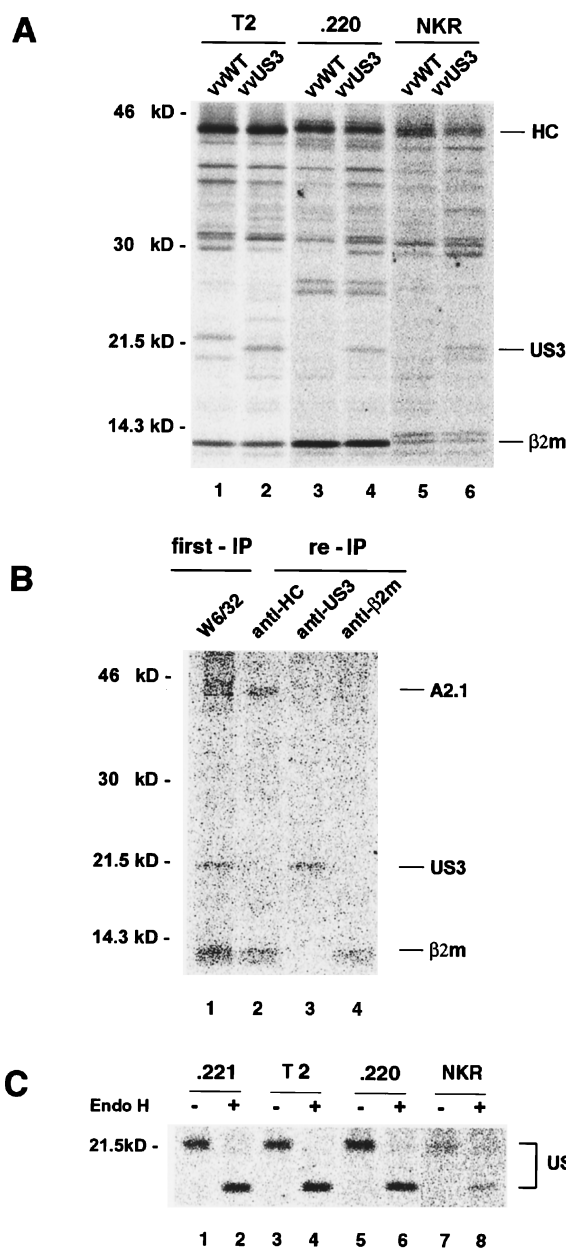 A
T2 .220 NKR
vvWT vvUS3 vvWT vvUS3 vvWT vvUS3
46 kD -
HC
30 kD -
21.5 kD -
US3
14.3 kD -
β2m
1 2 3 4 5 6
B
first - IP re - IP
W6/32 anti-HC anti-US3 anti-β2m
46 kD -
A2.1
30 kD -
21.5 kD -
US3
14.3 kD -
β2m
1 2 3 4
C
.221 T 2 .220 NKR
Endo H - + - + - + - +
21.5kD -
US
1 2 3 4 5 6 7 8